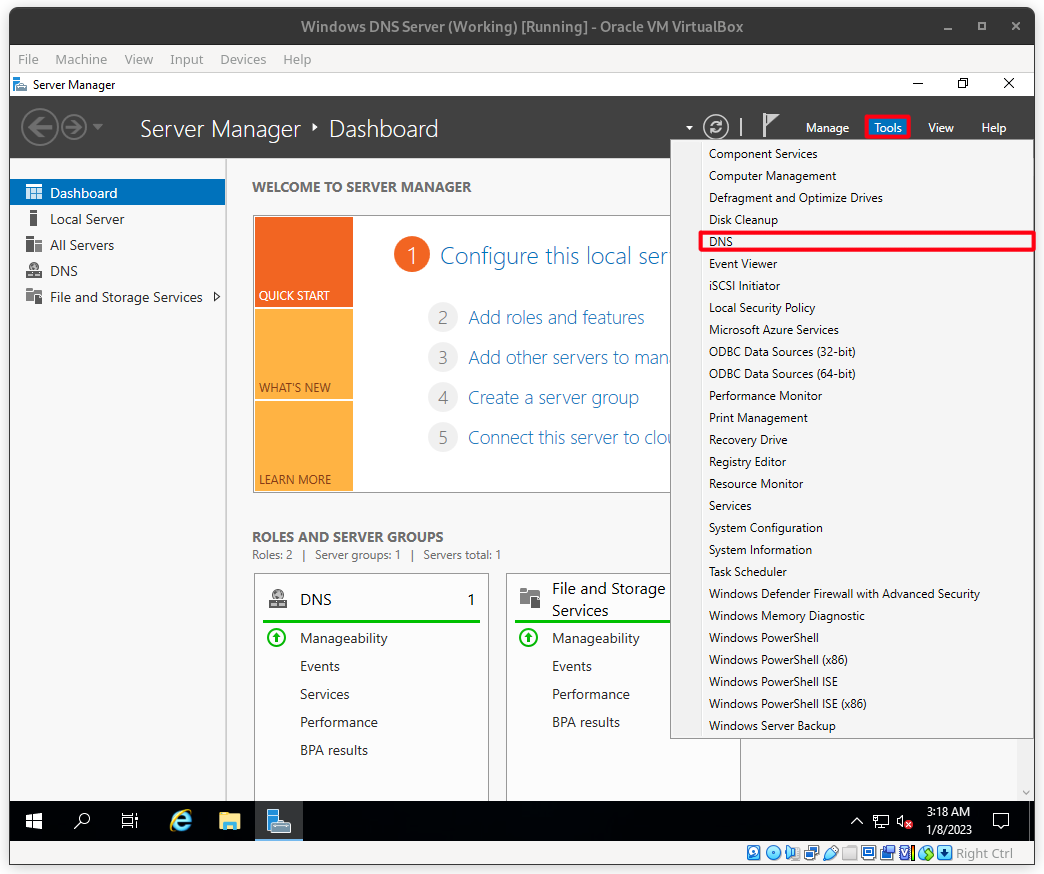 Windows DNS Server (Working) [Running] - Oracle VM VirtualBox
File Machine View Input Devices Help
Server Manager
Server Manager ‣ Dashboard
Manage Tools View Help
Dashboard
Local Server
All Servers
DNS
File and Storage Services
WELCOME TO SERVER MANAGER
QUICK START
WHAT'S NEW
LEARN MORE
1 Configure this local ser
2 Add roles and features
3 Add other servers to man
4 Create a server group
5 Connect this server to clou
ROLES AND SERVER GROUPS
Roles: 2 | Server groups: 1 | Servers total: 1
DNS 1
Manageability
Events
Services
Performance
BPA results
File and Storage
Services
Manageability
Events
Performance
BPA results
Component Services
Computer Management
Defragment and Optimize Drives
Disk Cleanup
DNS
Event Viewer
iSCSI Initiator
Local Security Policy
Microsoft Azure Services
ODBC Data Sources (32-bit)
ODBC Data Sources (64-bit)
Performance Monitor
Print Management
Recovery Drive
Registry Editor
Resource Monitor
Services
System Configuration
System Information
Task Scheduler
Windows Defender Firewall with Advanced Security
Windows Memory Diagnostic
Windows PowerShell
Windows PowerShell (x86)
Windows PowerShell ISE
Windows PowerShell ISE (x86)
Windows Server Backup
3:18 AM
1/8/2023
Right Ctrl